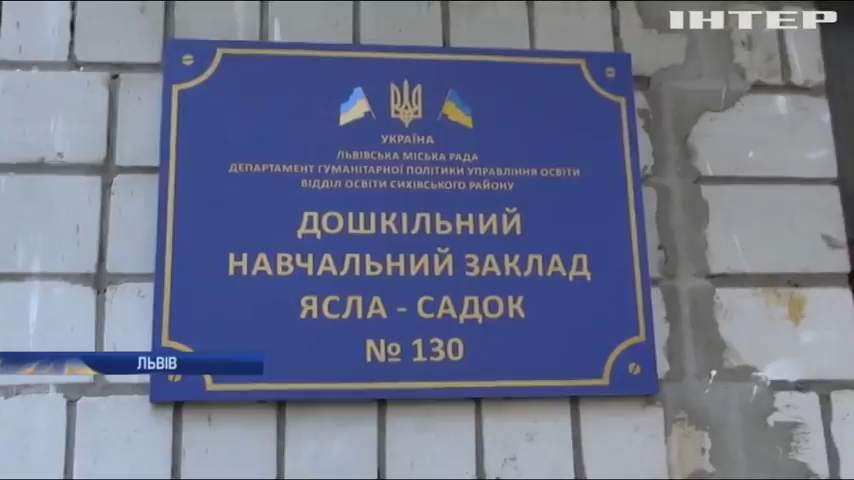 ІНТЕР
УКРАЇНА
ЛЬВІВСЬКА МІСЬКА РАДА
ДЕПАРТАМЕНТ ГУМАНІТАРНОЇ ПОЛІТИКИ УПРАВЛІННЯ ОСВІТИ
ВІДДІЛ ОСВІТИ СИХІВСЬКОГО РАЙОНУ
ДОШКІЛЬНИЙ
НАВЧАЛЬНИЙ ЗАКЛАД
ЯСЛА - САДОК
№ 130
ЛЬВІВ